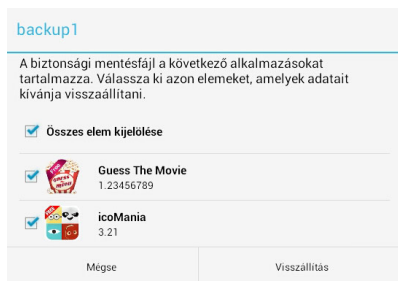 backup1
A biztonsági mentésfájl a következő alkalmazásokat
tartalmazza. Válassza ki azon elemeket, amelyek adatait
kívánja visszaállítani.
Összes elem kijelölése
Guess The Movie
1.23456789
icoMania
3.21
Mégse
Visszállítás